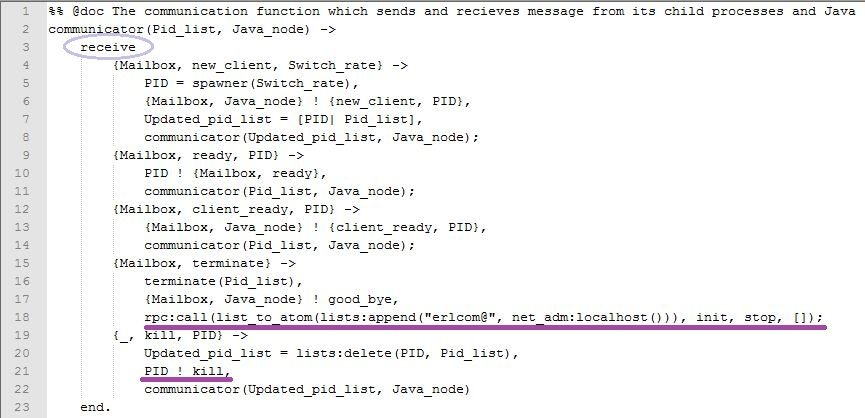 1 %% @doc The communication function which sends and recieves message from its child processes and Java
2 communicator(Pid_list, Java_node) ->
3     receive
4         {Mailbox, new_client, Switch_rate} ->
5             PID = spawner(Switch_rate),
6             {Mailbox, Java_node} ! {new_client, PID},
7             Updated_pid_list = [PID| Pid_list],
8             communicator(Updated_pid_list, Java_node);
9         {Mailbox, ready, PID} ->
10             PID ! {Mailbox, ready},
11             communicator(Pid_list, Java_node);
12         {Mailbox, client_ready, PID} ->
13             {Mailbox, Java_node} ! {client_ready, PID},
14             communicator(Pid_list, Java_node);
15         {Mailbox, terminate} ->
16             terminate(Pid_list),
17             {Mailbox, Java_node} ! good_bye,
18             rpc:call(list_to_atom(lists:append("erlcom@", net_adm:localhost())), init, stop, []);
19         {_, kill, PID} ->
20             Updated_pid_list = lists:delete(PID, Pid_list),
21             PID ! kill,
22             communicator(Updated_pid_list, Java_node)
23     end.